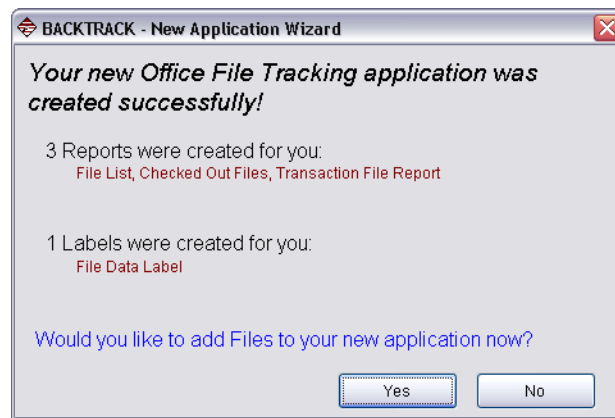 BACKTRACK - New Application Wizard
Your new Office File Tracking application was
created successfully!
3 Reports were created for you:
File List, Checked Out Files, Transaction File Report
1 Labels were created for you:
File Data Label
Would you like to add Files to your new application now?
Yes
No